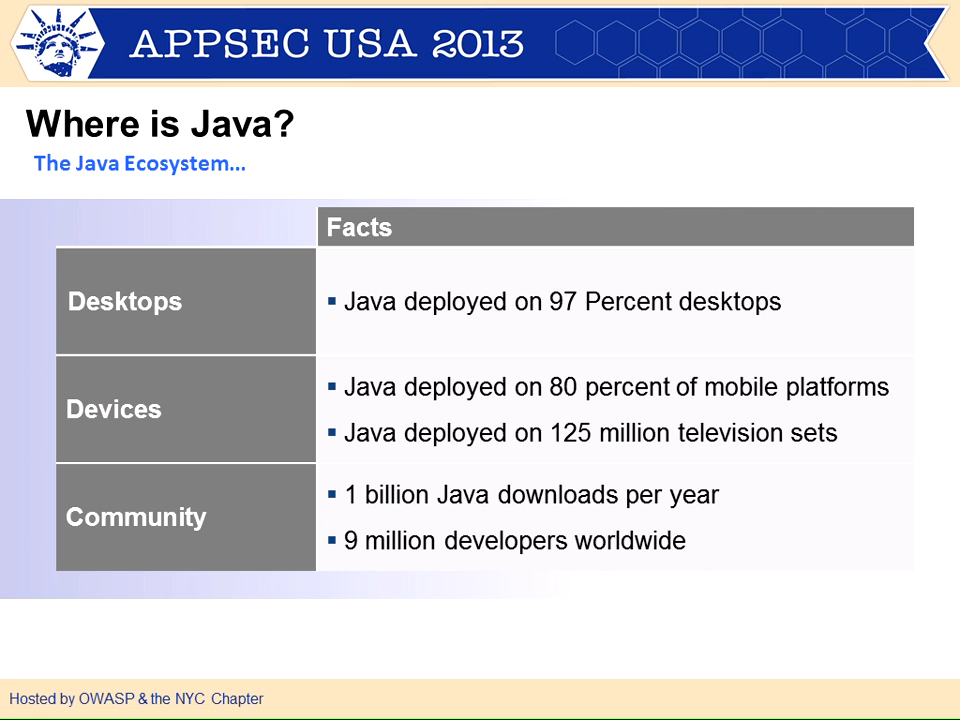 APPSEC USA 2013
Where is Java?
The Java Ecosystem...
Facts
Desktops
▪ Java deployed on 97 Percent desktops
Devices
▪ Java deployed on 80 percent of mobile platforms
▪ Java deployed on 125 million television sets
Community
▪ 1 billion Java downloads per year
▪ 9 million developers worldwide
Hosted by OWASP & the NYC Chapter